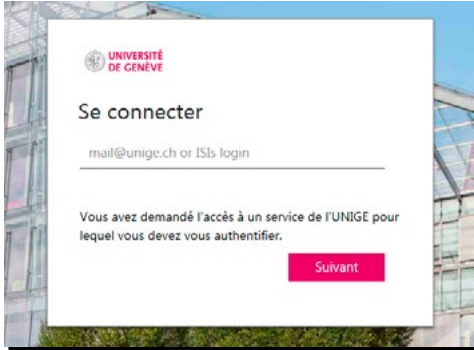 UNIVERSITÉ
DE GENÈVE
Se connecter
mail@unige.ch or ISIs login
Vous avez demandé l'accès à un service de l'UNIGE pour
lequel vous devez vous authentifier.
Suivant